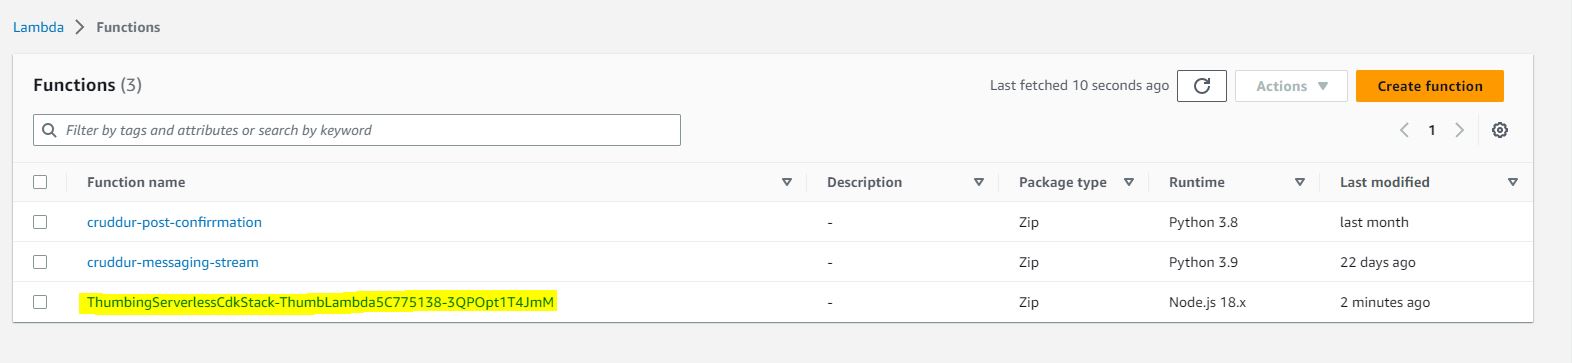 Lambda > Functions
Functions (3) Last fetched 10 seconds ago Actions Create function
Filter by tags and attributes or search by keyword 1
Function name Description Package type Runtime Last modified
cruddur-post-confirrmation - Zip Python 3.8 last month
cruddur-messaging-stream - Zip Python 3.9 22 days ago
ThumbingServerlessCdkStack-ThumbLambda5C775138-3QPOpt1T4JmM - Zip Node.js 18.x 2 minutes ago